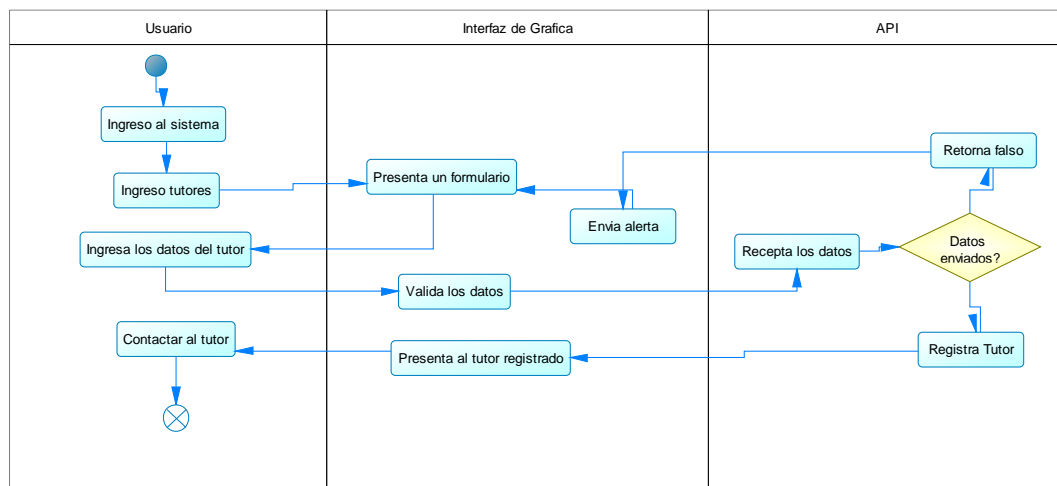 Usuario
Interfaz de Grafica
API
Ingreso al sistema
Retorna falso
Presenta un formulario
Ingreso tutores
Envia alerta
Ingresa los datos del tutor
Recepta los datos
Datos
enviados?
Valida los datos
Contactar al tutor
Presenta al tutor registrado
Registra Tutor